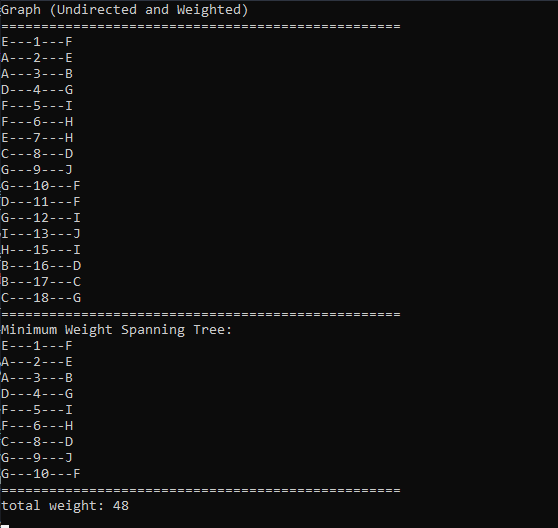 Graph (Undirected and Weighted)
==================================================
E---1---F
A---2---E
A---3---B
D---4---G
F---5---I
F---6---H
E---7---H
C---8---D
G---9---J
G---10---F
D---11---F
G---12---I
I---13---J
H---15---I
B---16---D
B---17---C
C---18---G
==================================================
Minimum Weight Spanning Tree:
E---1---F
A---2---E
A---3---B
D---4---G
F---5---I
F---6---H
C---8---D
G---9---J
G---10---F
==================================================
total weight: 48